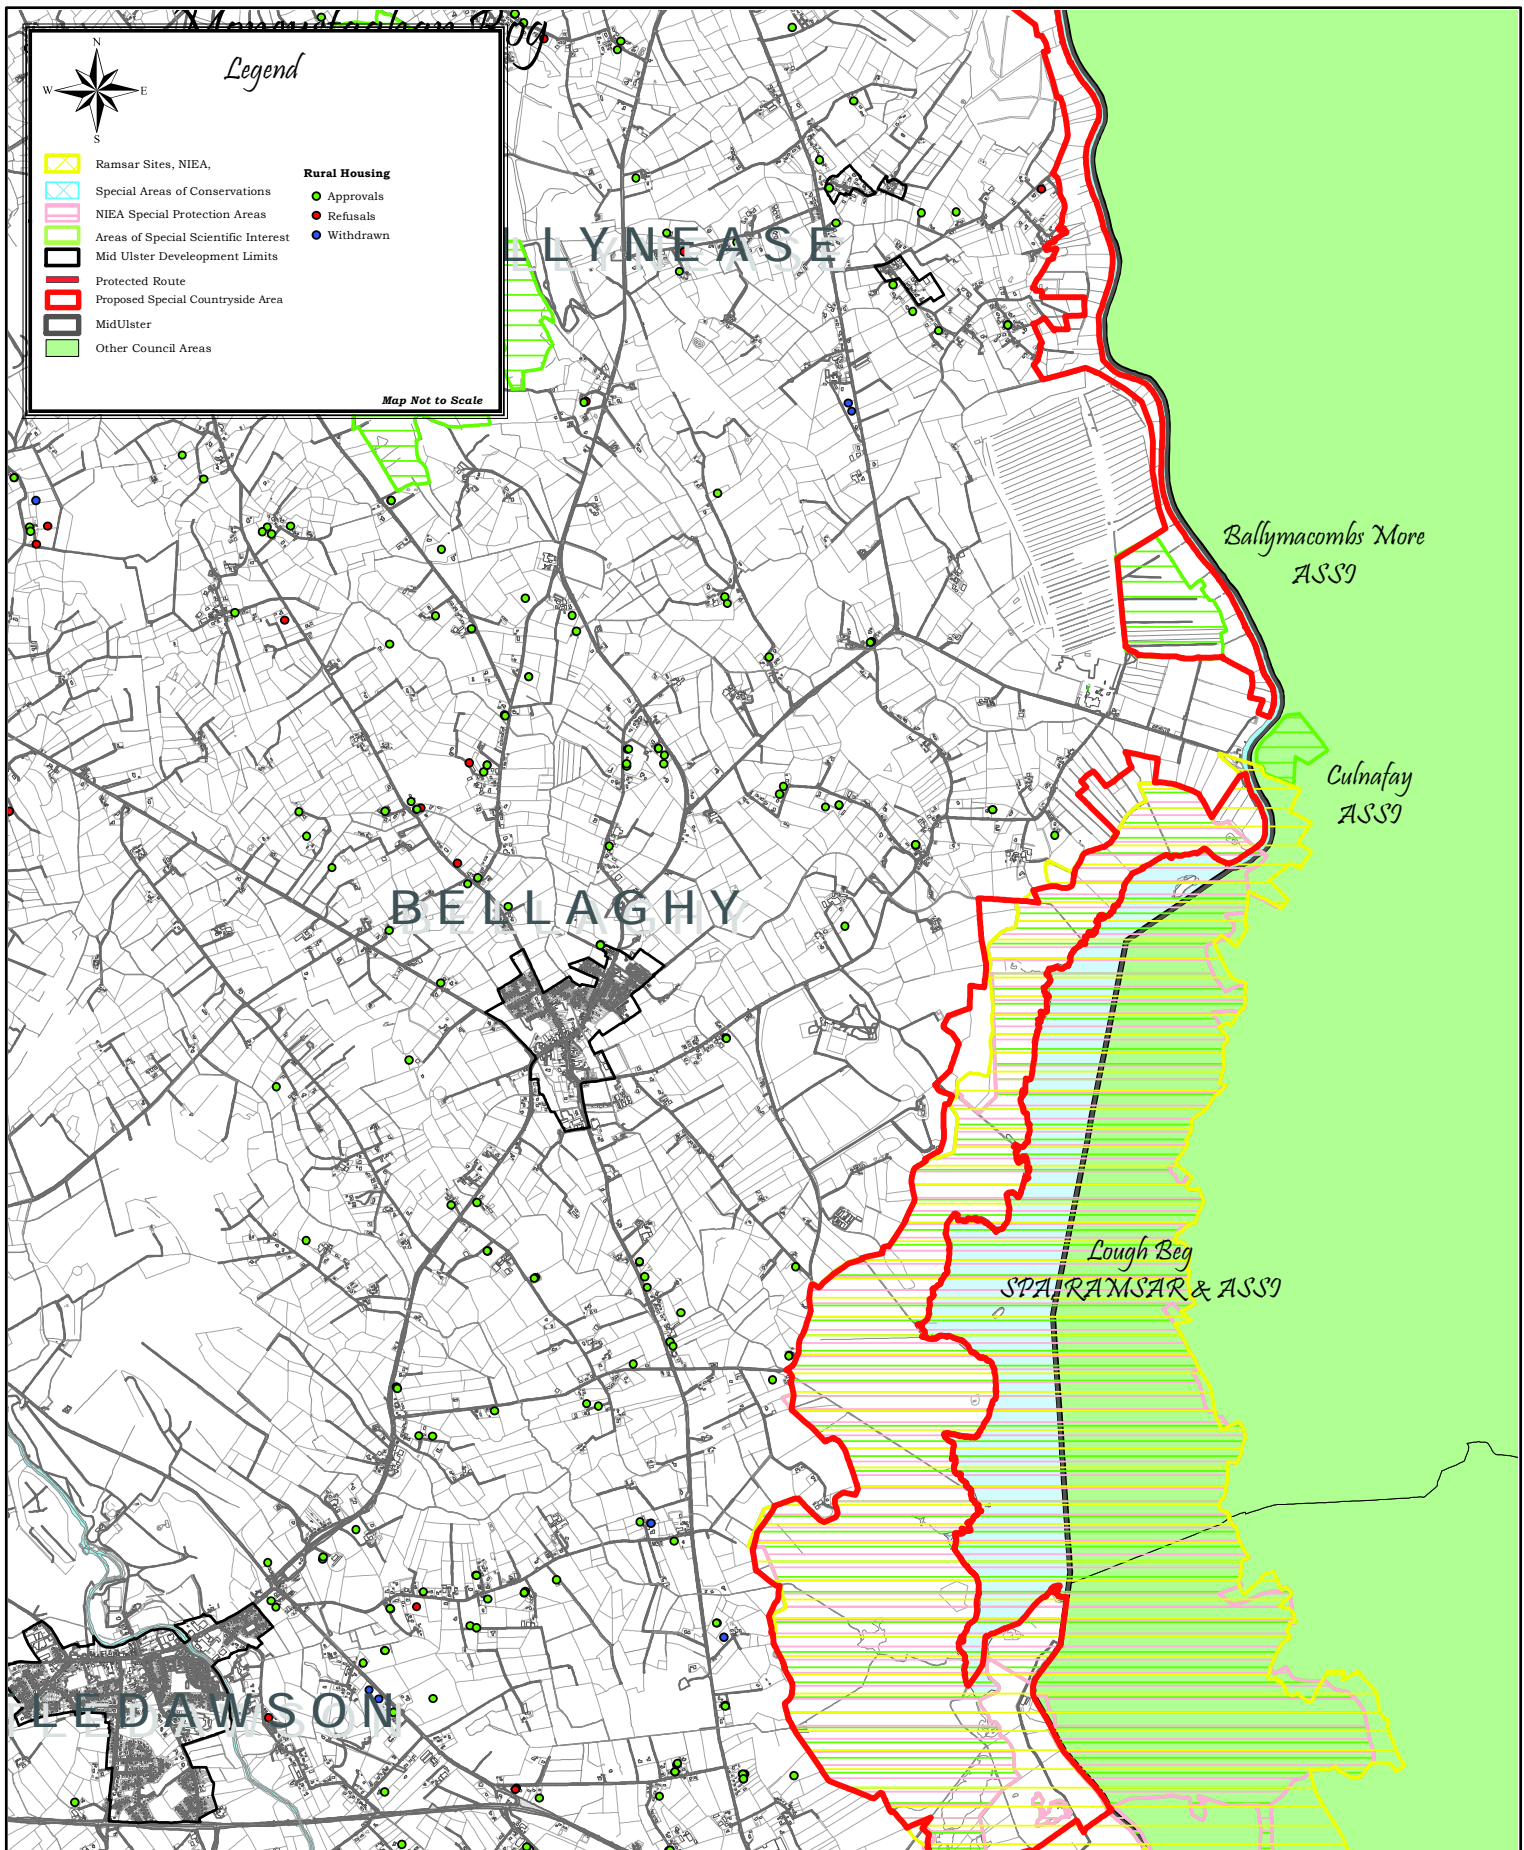 Bog
Legend
N
W
E
S
Ramsar Sites, NIEA,
Special Areas of Conservations
NIEA Special Protection Areas
Areas of Special Scientific Interest
Mid Ulster Develeopment Limits
Protected Route
Proposed Special Countryside Area
MidUlster
Other Council Areas
Rural Housing
Approvals
Refusals
Withdrawn
Map Not to Scale
LLYNEASE
Ballymacombs More
ASSI
Culnafay
ASSI
BELLAGHY
Lough Beg
SPA, RAMSAR & ASSI
LEDAWSON